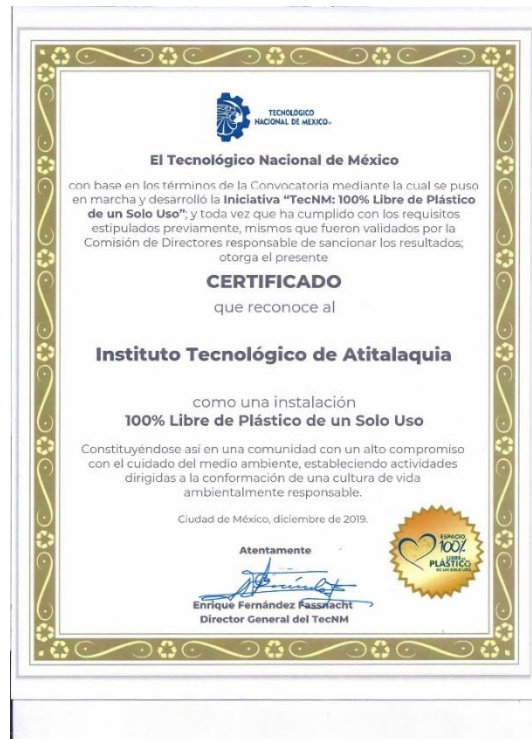 TECNOLÓGICO
NACIONAL DE MÉXICO®
El Tecnológico Nacional de México
con base en los términos de la Convocatoria mediante la cual se puso
en marcha y desarrolló la Iniciativa “TecNM: 100% Libre de Plástico
de un Solo Uso”; y toda vez que ha cumplido con los requisitos
estipulados previamente, mismos que fueron validados por la
Comisión de Directores responsable de sancionar los resultados;
otorga el presente
CERTIFICADO
que reconoce al
Instituto Tecnológico de Atitalaquia
como una instalación
100% Libre de Plástico de un Solo Uso
Constituyéndose así en una comunidad con un alto compromiso
con el cuidado del medio ambiente, estableciendo actividades
dirigidas a la conformación de una cultura de vida
ambientalmente responsable.
Ciudad de México, diciembre de 2019.
ESPACIO
100%
LIBRE DE
PLÁSTICO
DE UN SOLO USO
Atentamente
Enrique Fernández Fassnacht
Director General del TecNM